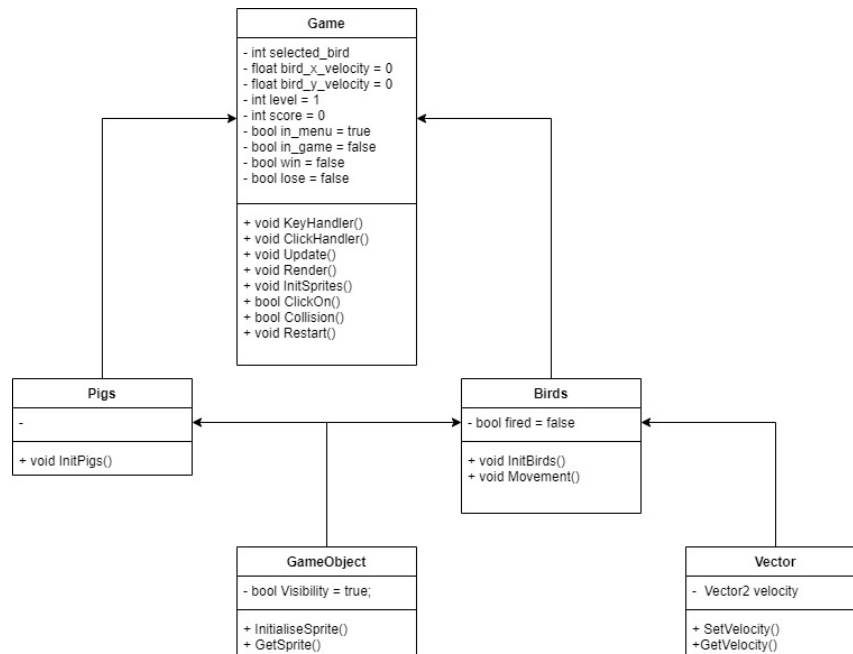 Game
- int selected_bird
- float bird_x_velocity = 0
- float bird_y_velocity = 0
- int level = 1
- int score = 0
- bool in_menu = true
- bool in_game = false
- bool win = false
- bool lose = false
+ void KeyHandler()
+ void ClickHandler()
+ void Update()
+ void Render()
+ void InitSprites()
+ bool ClickOn()
+ bool Collision()
+ void Restart()
Pigs
-
+ void InitPigs()
Birds
- bool fired = false
+ void InitBirds()
+ void Movement()
GameObject
- bool Visibility = true;
+ InitialiseSprite()
+ GetSprite()
Vector
- Vector2 velocity
+ SetVelocity()
+GetVelocity()